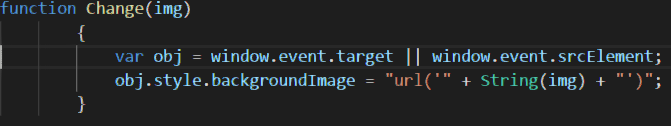 function Change(img)
{
var obj = window.event.target || window.event.srcElement;
obj.style.backgroundImage = "url('" + String(img) + "')";
}